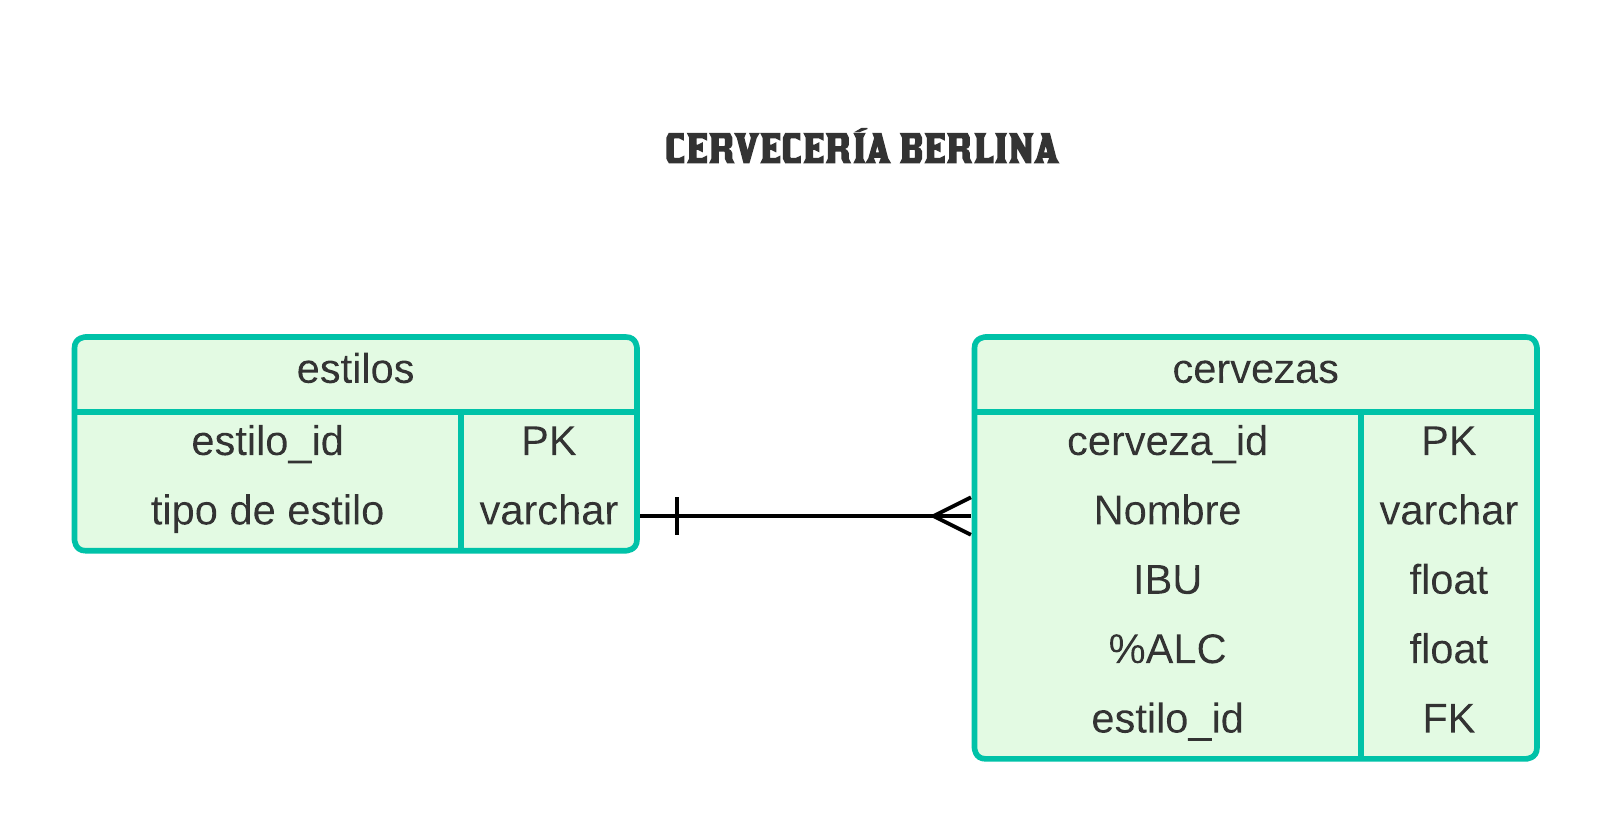 CERVECERÍA BERLINA
estilos
estilo_id PK
tipo de estilo varchar
cervezas
cerveza_id PK
Nombre varchar
IBU float
%ALC float
estilo_id FK